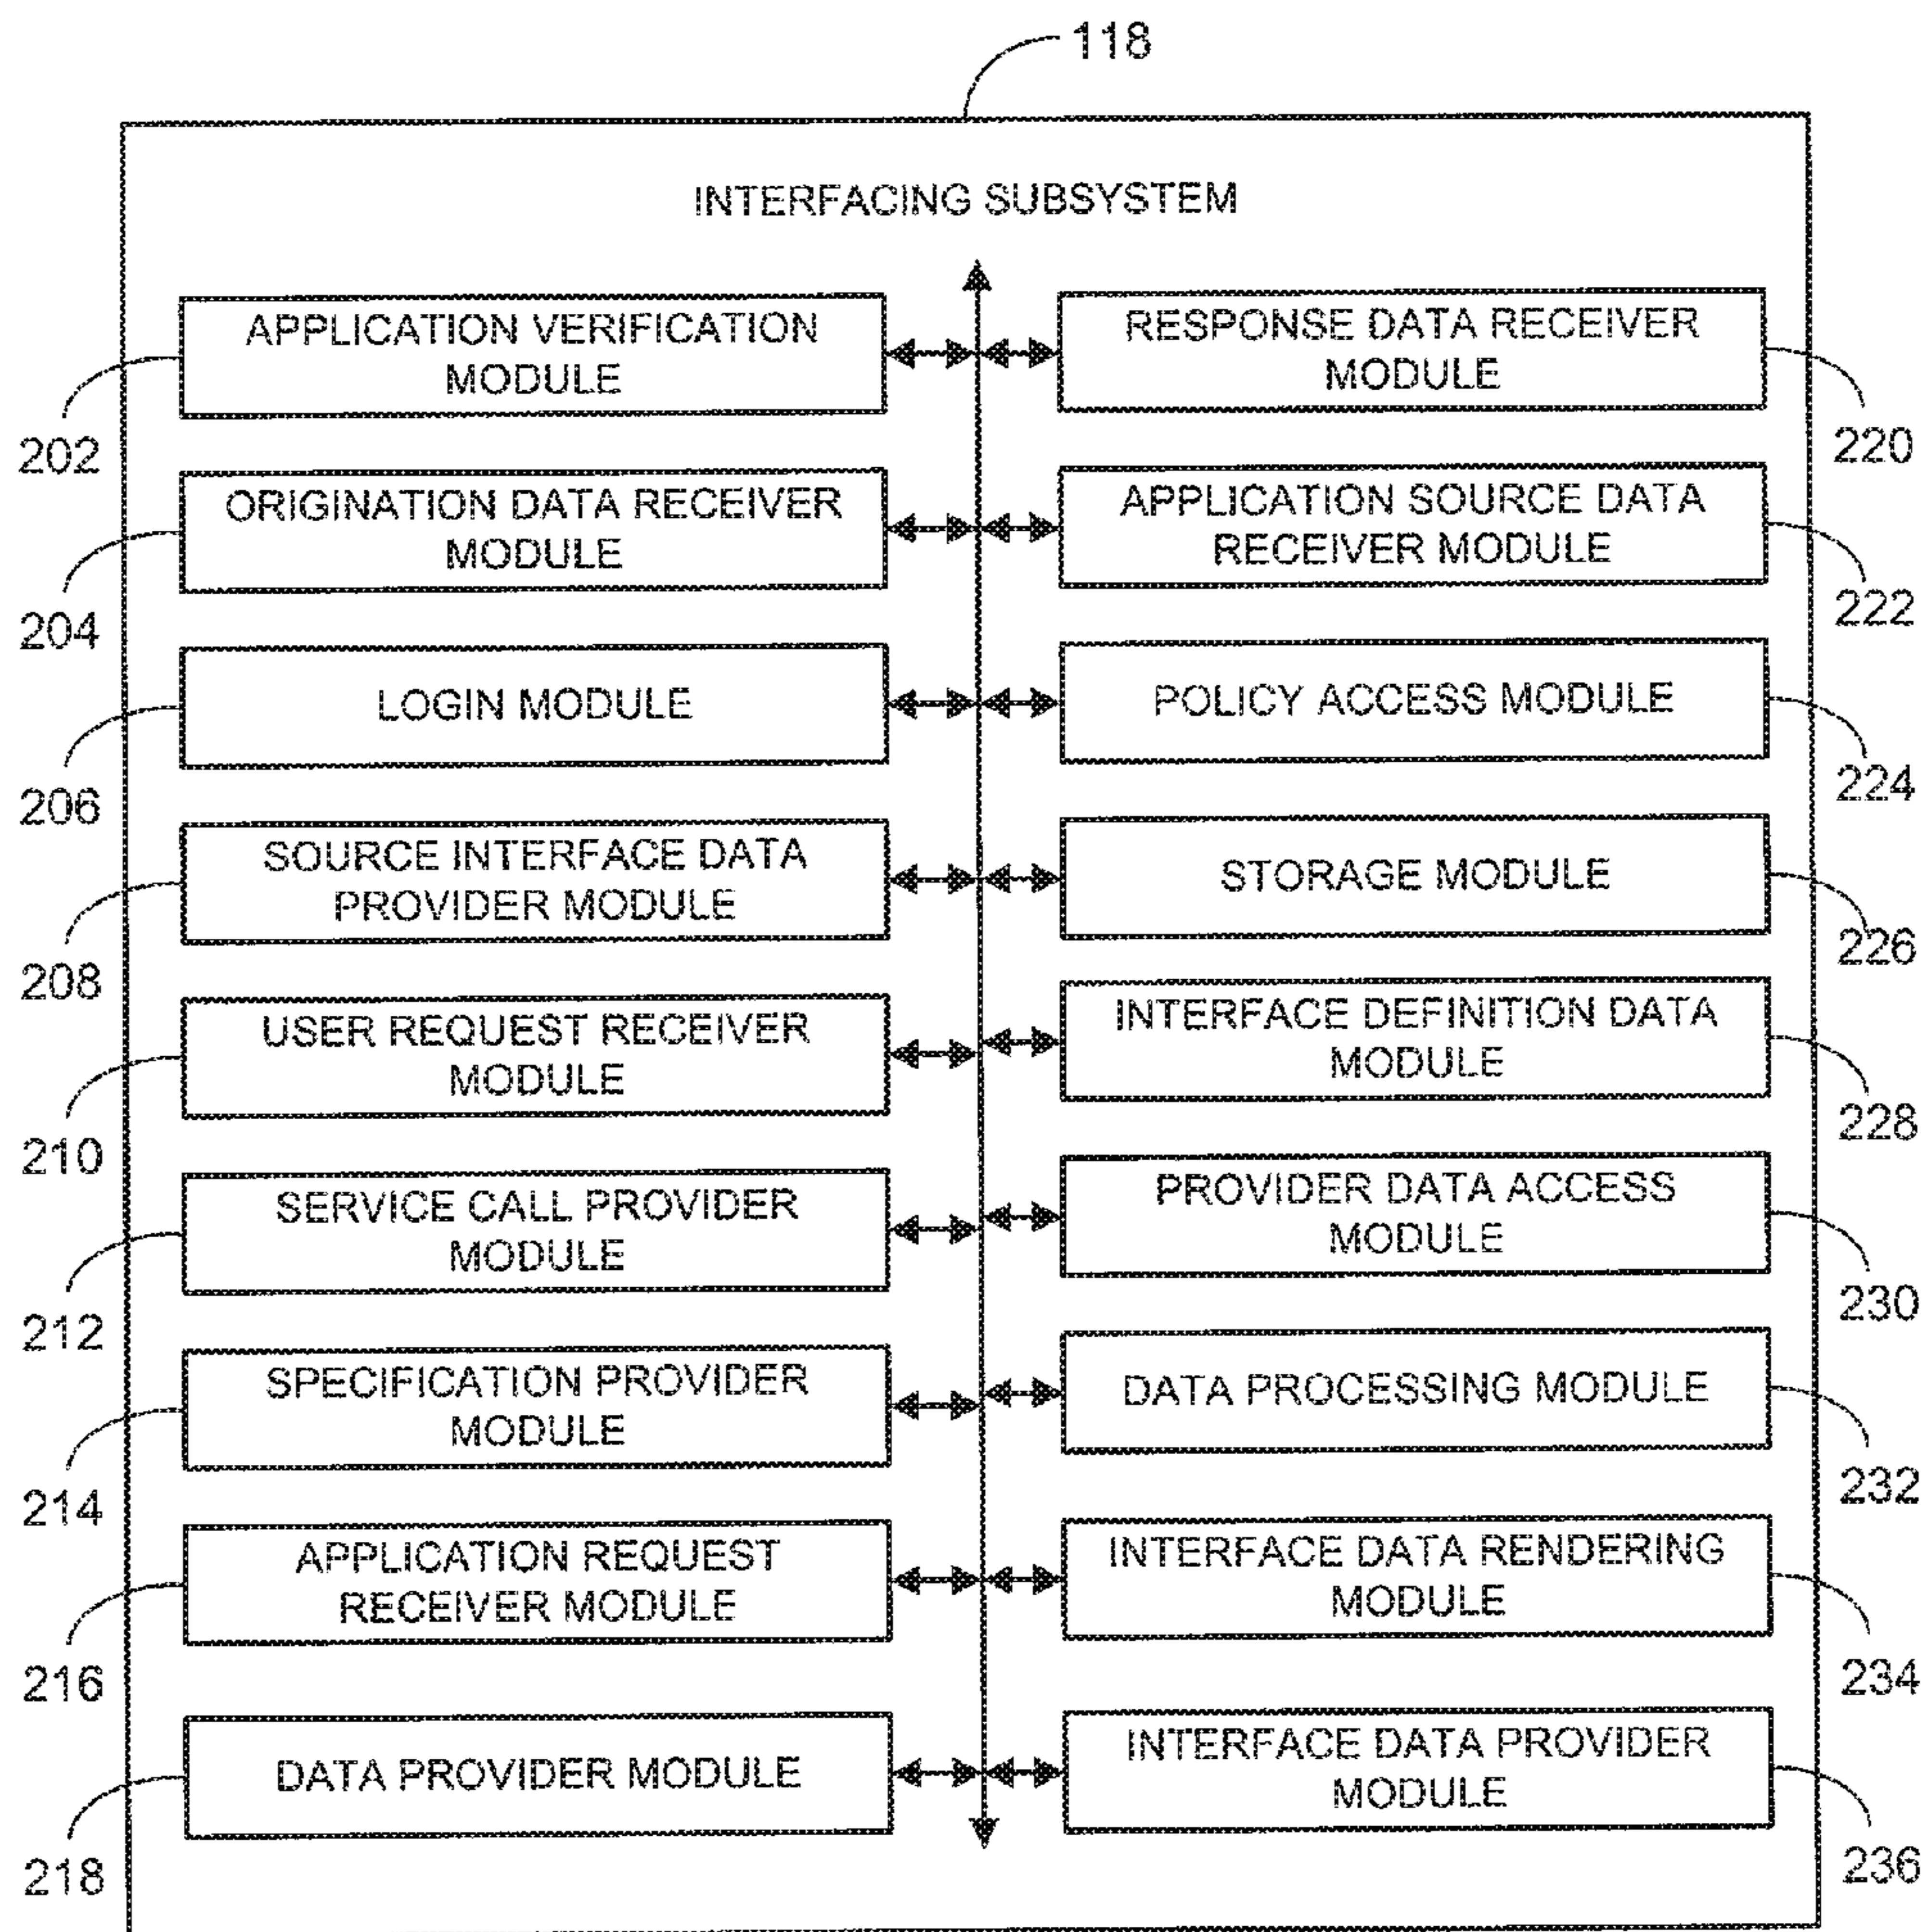 118
INTERFACING SUBSYSTEM
APPLICATION VERIFICATION
MODULE
202
ORIGINATION DATA RECEIVER
MODULE
204
LOGIN MODULE
206
SOURCE INTERFACE DATA
PROVIDER MODULE
208
USER REQUEST RECEIVER
MODULE
210
SERVICE CALL PROVIDER
MODULE
212
SPECIFICATION PROVIDER
MODULE
214
APPLICATION REQUEST
RECEIVER MODULE
216
DATA PROVIDER MODULE
218
RESPONSE DATA RECEIVER
MODULE
220
APPLICATION SOURCE DATA
RECEIVER MODULE
222
POLICY ACCESS MODULE
224
STORAGE MODULE
226
INTERFACE DEFINITION DATA
MODULE
228
PROVIDER DATA ACCESS
MODULE
230
DATA PROCESSING MODULE
232
INTERFACE DATA RENDERING
MODULE
234
INTERFACE DATA PROVIDER
MODULE
236